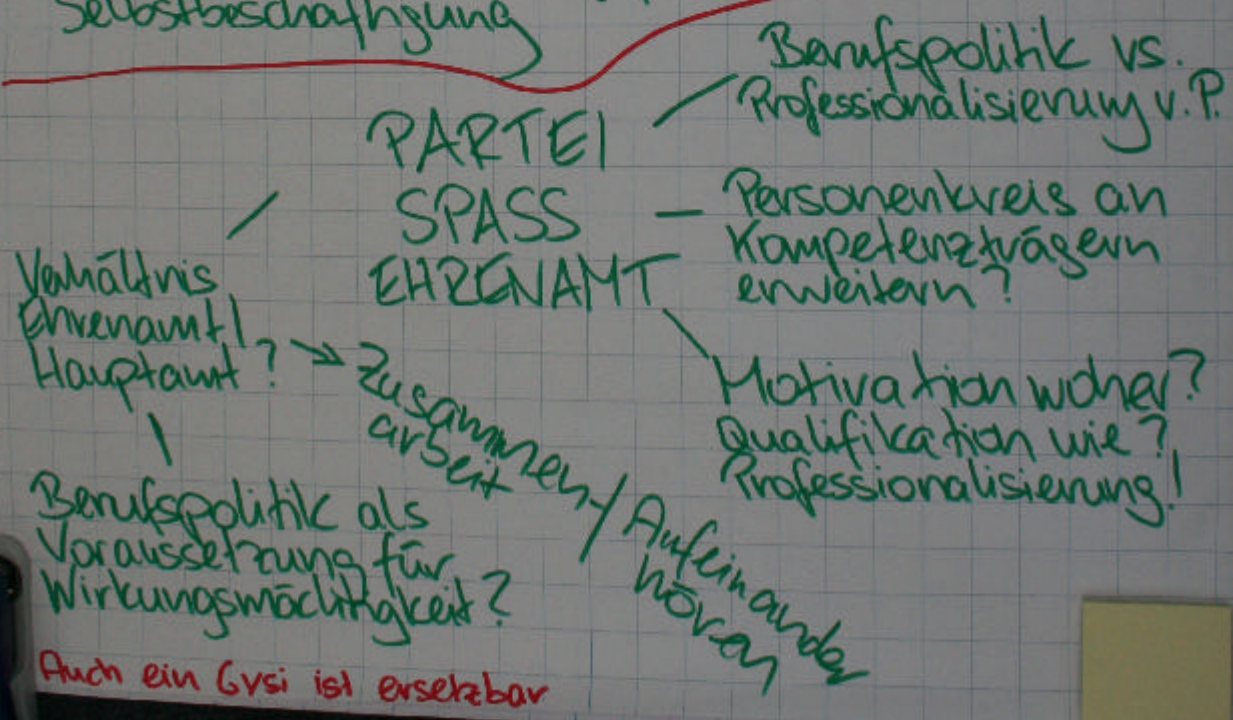 Selbstbeschäftigung
Berufspolitik vs.
Professionalisierung v. P.
PARTEI
SPASS
EHRENAMT
Personenkreis an
Kompetenzträgern
erweitern?
Verhältnis
Ehrenamt/
Hauptamt?
Zusammen-/
arbeit
Aufeinander
hören
Motivation woher?
Qualifikation wie?
Professionalisierung!
Berufspolitik als
Voraussetzung für
Wirkungsmächtigkeit?
Auch ein Gysi ist ersetzbar